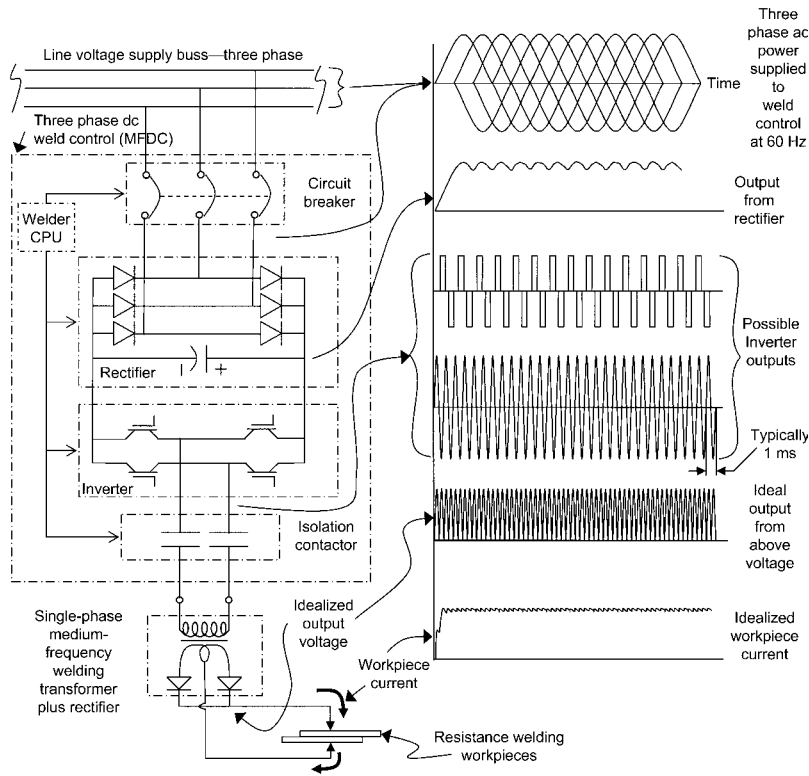 Line voltage supply buss—three phase
Three phase dc
weld control (MFDC)
Welder
CPU
Circuit
breaker
Rectifier
Inverter
Isolation
contactor
Single-phase
medium-
frequency
welding
transformer
plus rectifier
Idealized
output
voltage
Workpiece
current
Resistance welding
workpieces
Three
phase ac
power
supplied
to
weld
control
at 60 Hz
Time
Output
from
rectifier
Possible
Inverter
outputs
Typically
1 ms
Ideal
output
from
above
voltage
Idealized
workpiece
current